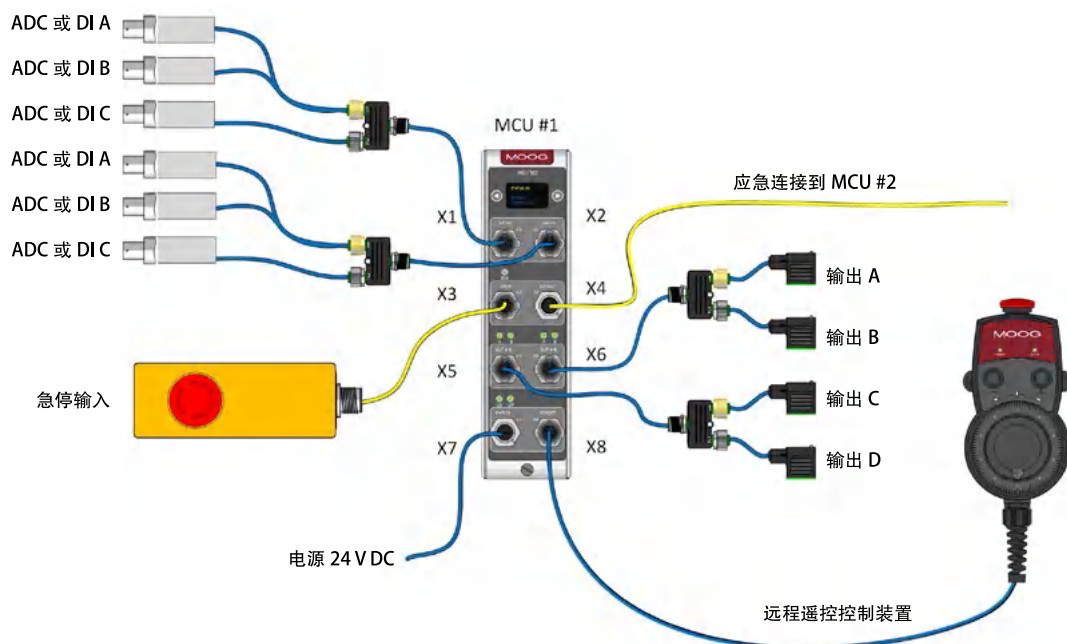 ADC 或 DI A
ADC 或 DI B
ADC 或 DI C
ADC 或 DI A
ADC 或 DI B
ADC 或 DI C
MCU #1
MOOG
应急连接到 MCU #2
X1
X2
X3
X4
X5
X6
X7
X8
输出 A
输出 B
输出 C
输出 D
MOOG
急停输入
电源 24 V DC
远程遥控控制装置